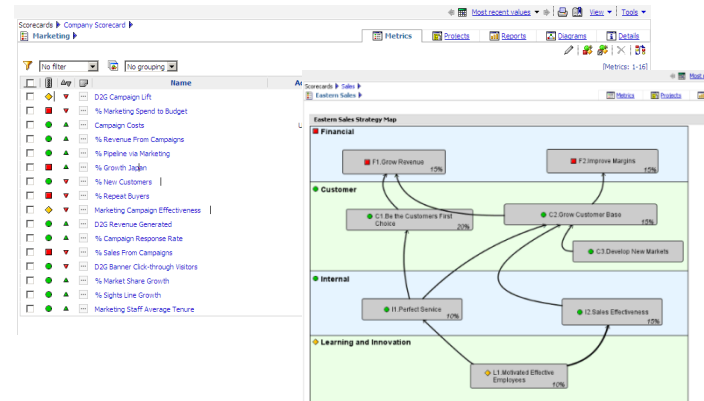 Most recent values
View
Tools
Scorecards Company Scorecard
Marketing
Metrics
Projects
Reports
Diagrams
Details
No filter
No grouping
[Metrics: 1-16]
Name
D2G Campaign Lift
% Marketing Spend to Budget
Campaign Costs
% Revenue From Campaigns
% Pipeline via Marketing
% Growth Japan
% New Customers
% Repeat Buyers
Marketing Campaign Effectiveness
D2G Revenue Generated
% Campaign Response Rate
% Sales From Campaigns
D2G Banner Click-through Visitors
% Market Share Growth
% Sights Line Growth
Marketing Staff Average Tenure
Scorecards Sales
Eastern Sales
Metrics
Projects
Eastern Sales Strategy Map
Financial
F1.Grow Revenue
15%
F2.Improve Margins
15%
Customer
C1.Be the Customers First
Choice
20%
C2.Grow Customer Base
15%
C3.Develop New Markets
Internal
I1.Perfect Service
10%
I2.Sales Effectiveness
15%
Learning and Innovation
L1.Motivated Effective
Employees
10%